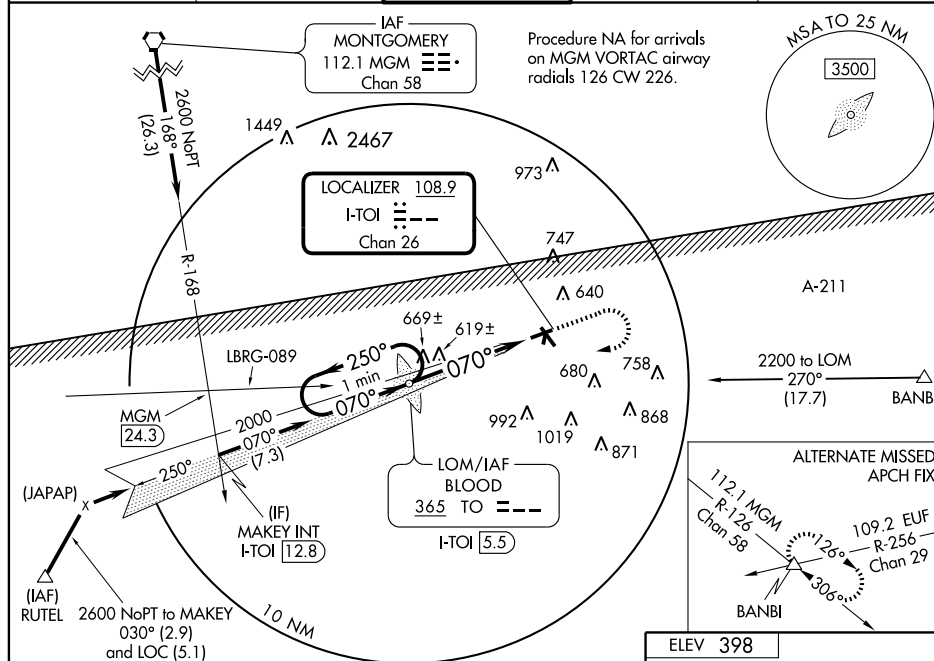 IAF
MONTGOMERY
112.1 MGM
Chan 58
Procedure NA for arrivals
on MGM VORTAC airway
radials 126 CW 226.
MSA TO 25 NM
3500
2600 NoPT
168°
(26.3)
1449
2467
973
LOCALIZER 108.9
I-TOI
Chan 26
R-168
747
640
A-211
669±
619±
LBRG-089
250°
1 min
070°
070°
680
758
2200 to LOM
270°
(17.7)
BANB
MGM
24.3
2000
070°
(7.3)
250°
992
1019
868
871
(JAPAP)
X
(IF)
MAKEY INT
I-TOI 12.8
LOM/IAF
BLOOD
365 TO
I-TOI 5.5
ALTERNATE MISSED
APCH FIX
112.1 MGM
R-126
Chan 58
109.2 EUF
R-256
Chan 29
126°
306°
BANBI
(IAF)
RUTEL
2600 NoPT to MAKEY
030° (2.9)
and LOC (5.1)
10 NM
ELEV 398